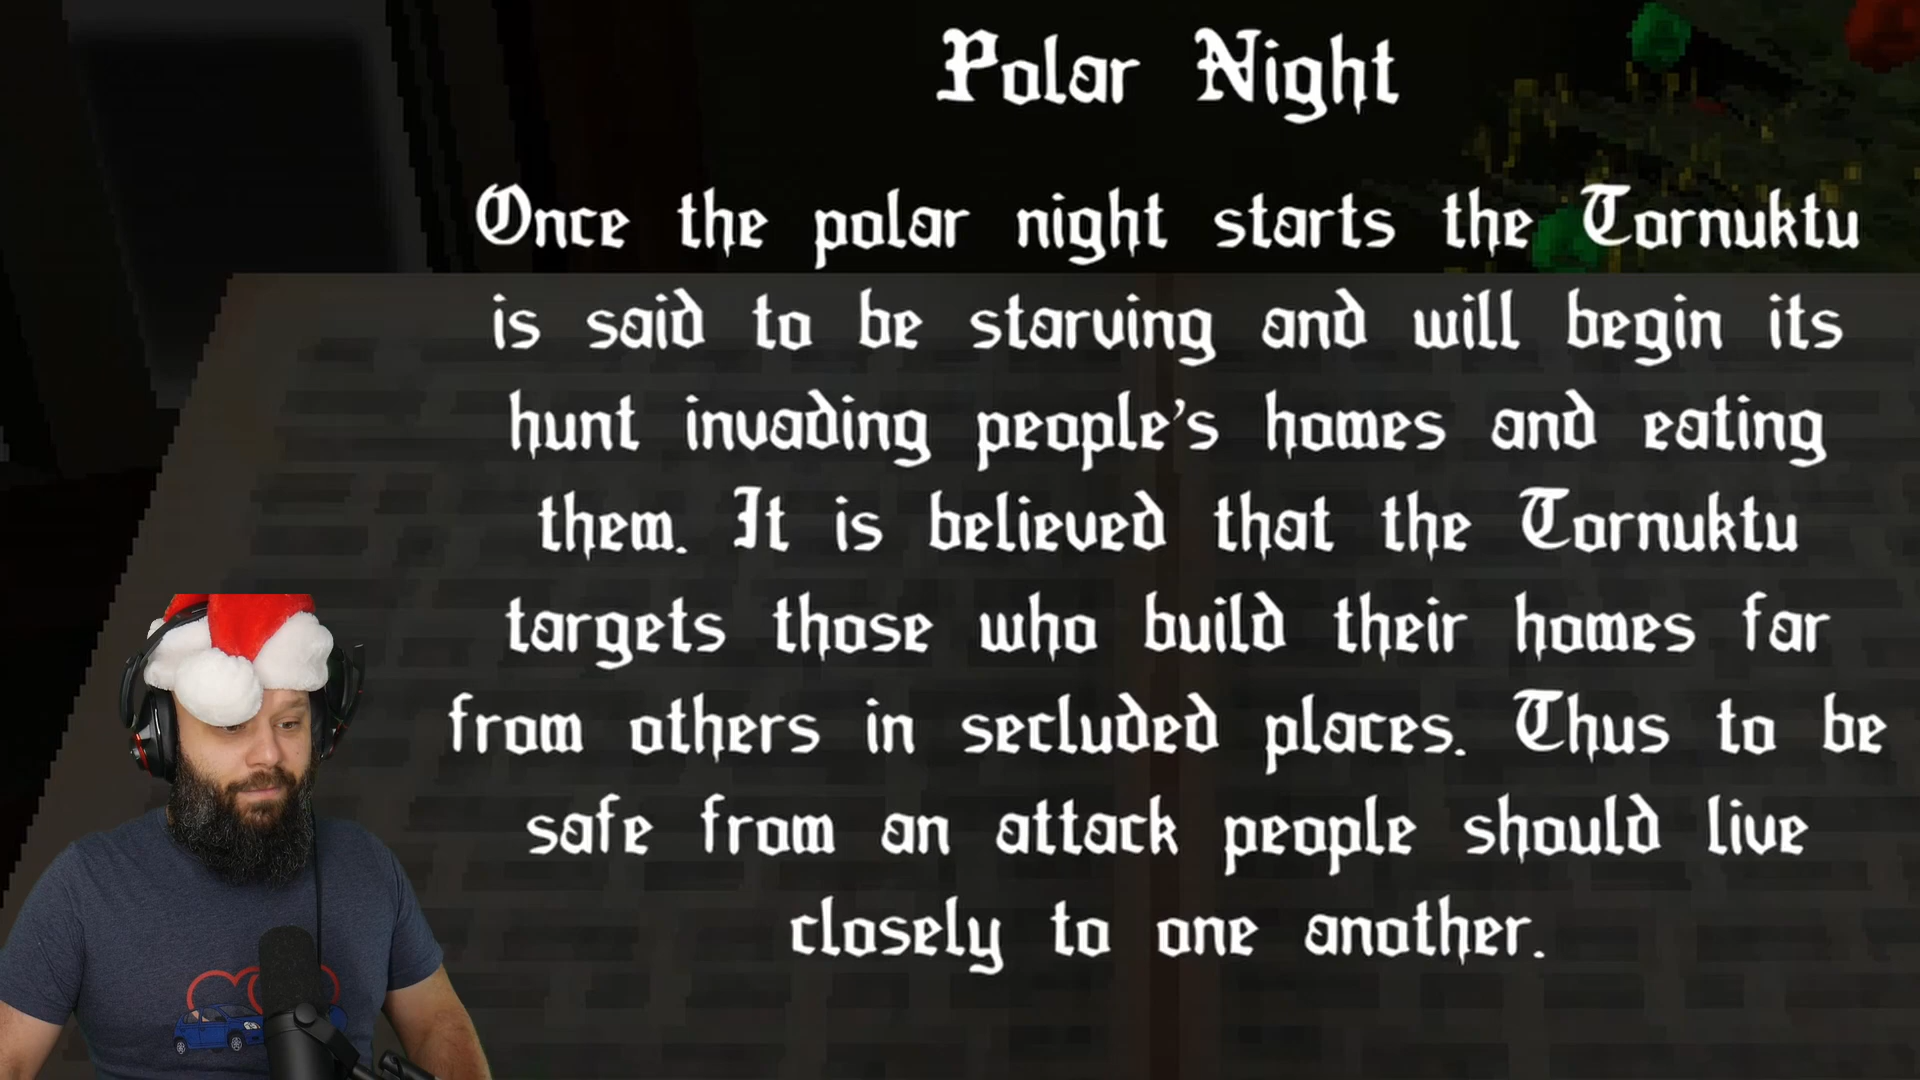 Polar Night
Once the polar night starts the Tornuktu
is said to be starving and will begin its
hunt invading people's homes and eating
them. It is believed that the Tornuktu
targets those who build their homes far
from others in secluded places. Thus to be
safe from an attack people should live
closely to one another.